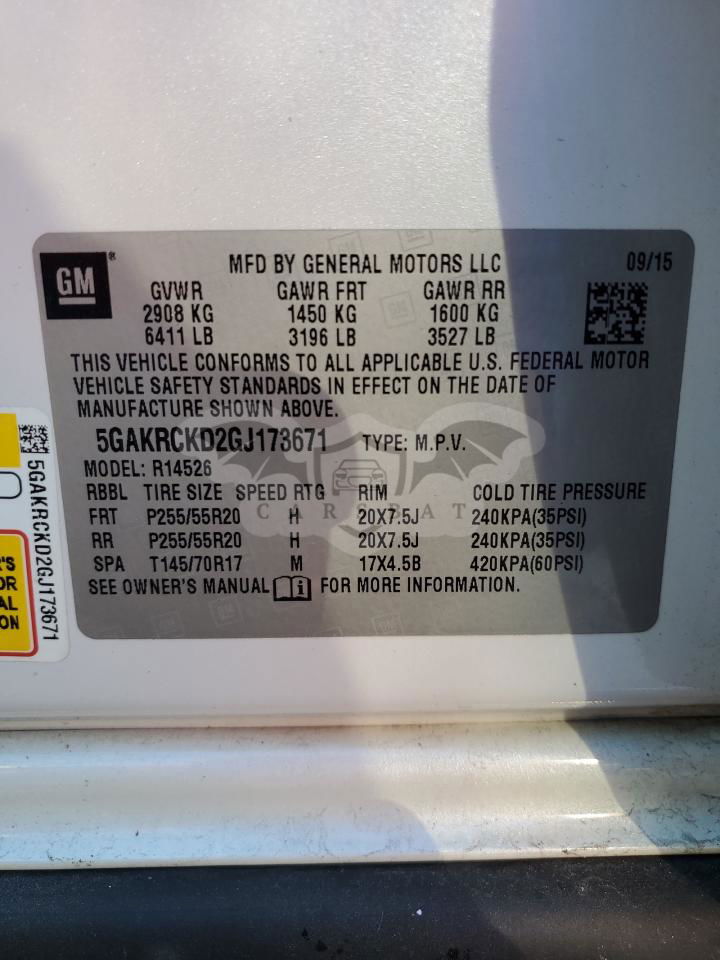 GM®
MFD BY GENERAL MOTORS LLC 09/15
GVWR GAWR FRT GAWR RR
2908 KG 1450 KG 1600 KG
6411 LB 3196 LB 3527 LB
THIS VEHICLE CONFORMS TO ALL APPLICABLE U.S. FEDERAL MOTOR
VEHICLE SAFETY STANDARDS IN EFFECT ON THE DATE OF
MANUFACTURE SHOWN ABOVE.
5GAKRCKD2GJ173671 TYPE: M.P.V.
MODEL: R14526
RBBL TIRE SIZE SPEED RTG RIM COLD TIRE PRESSURE
FRT P255/55R20 H 20X7.5J 240KPA(35PSI)
RR P255/55R20 H 20X7.5J 240KPA(35PSI)
SPA T145/70R17 M 17X4.5B 420KPA(60PSI)
SEE OWNER'S MANUAL FOR MORE INFORMATION.
CARSBAT
5GAKRCKD2GJ173671
R'S
OR
AL
ON